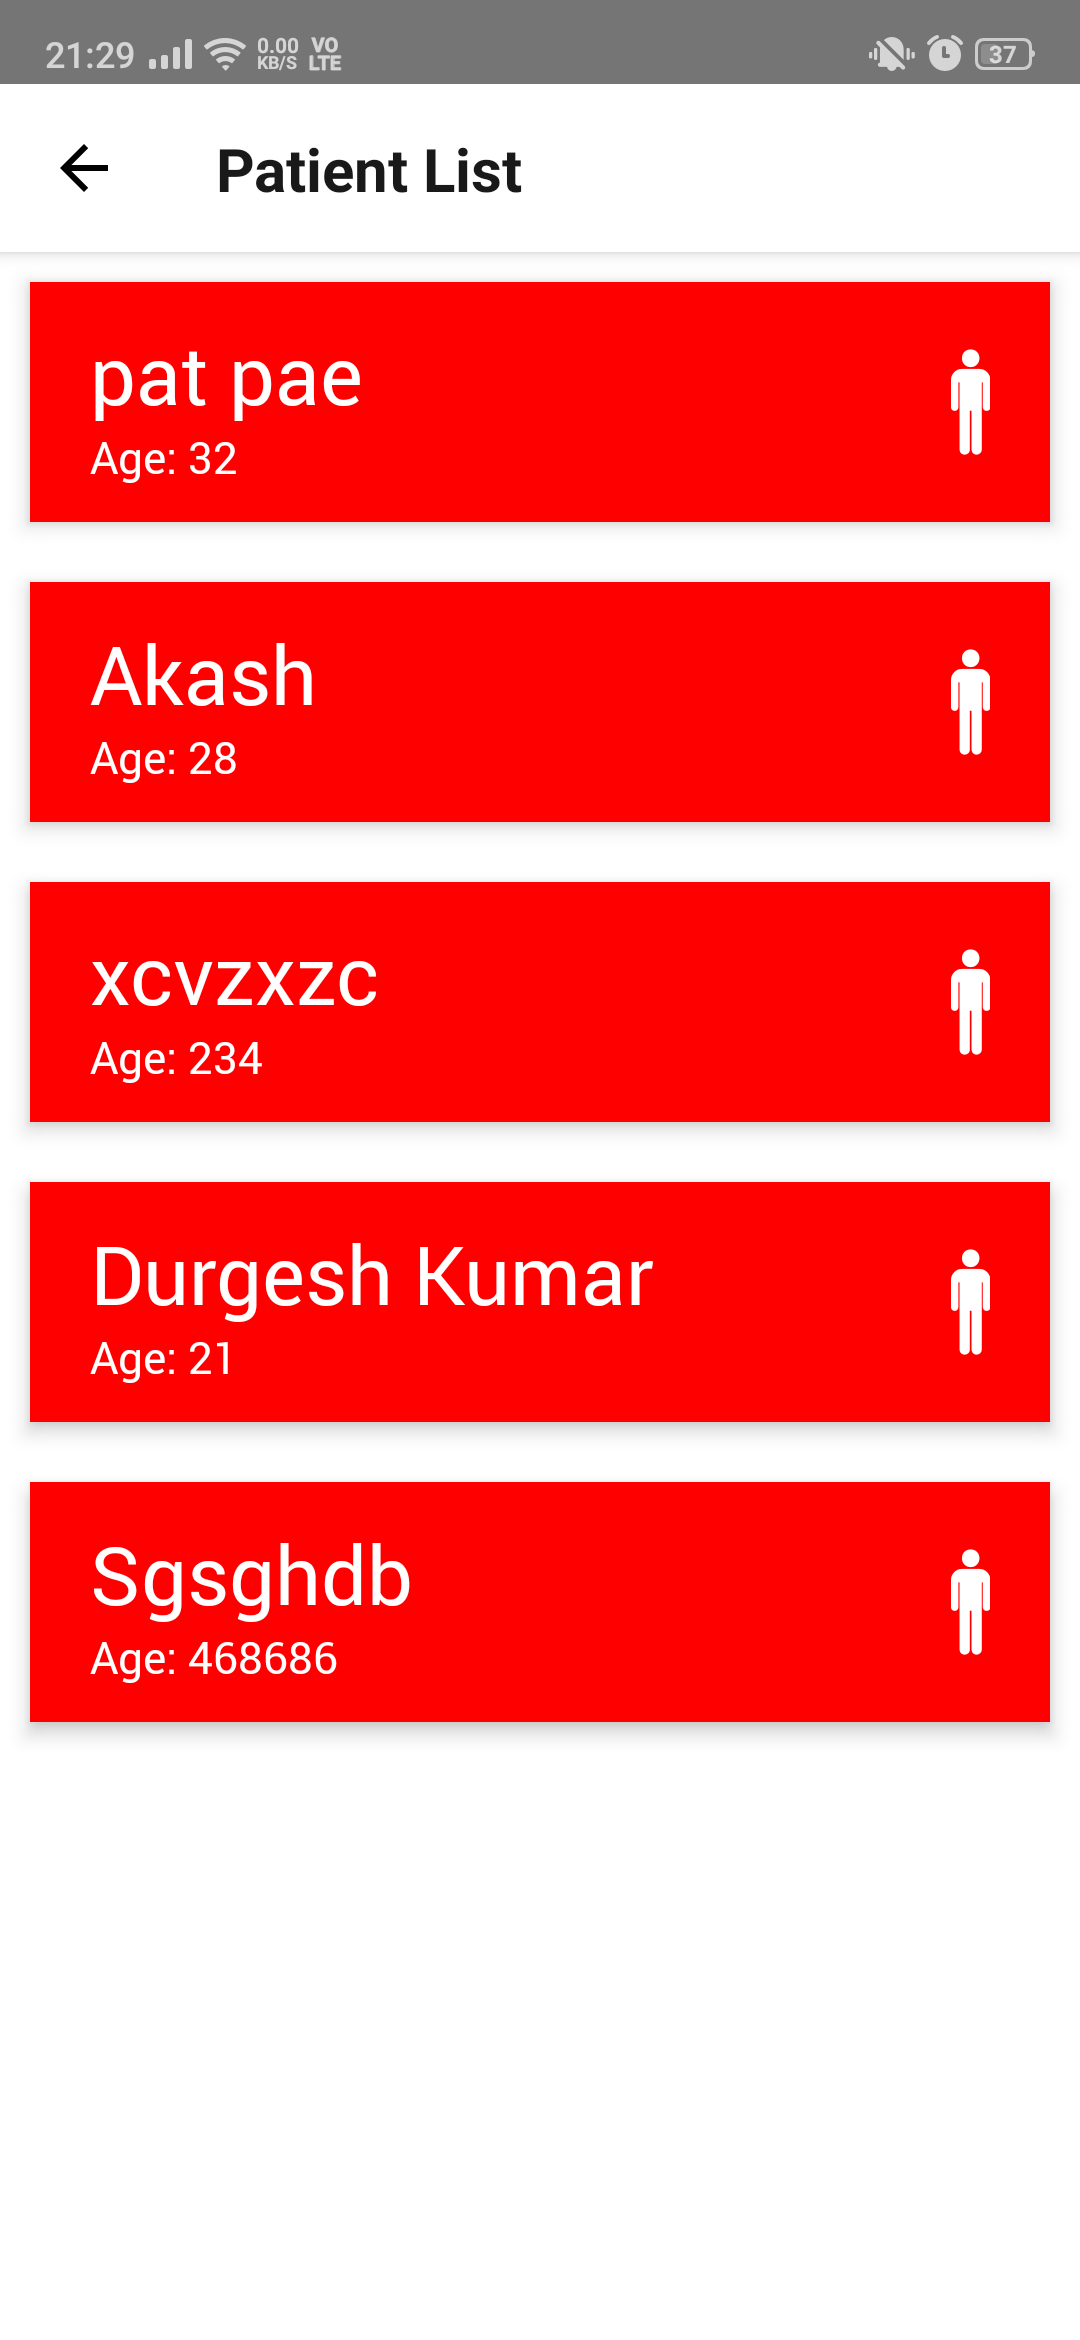 21:29 0.00 KB/S VO LTE 37
Patient List
pat pae
Age: 32
Akash
Age: 28
xcvzxzc
Age: 234
Durgesh Kumar
Age: 21
Sgsghdb
Age: 468686